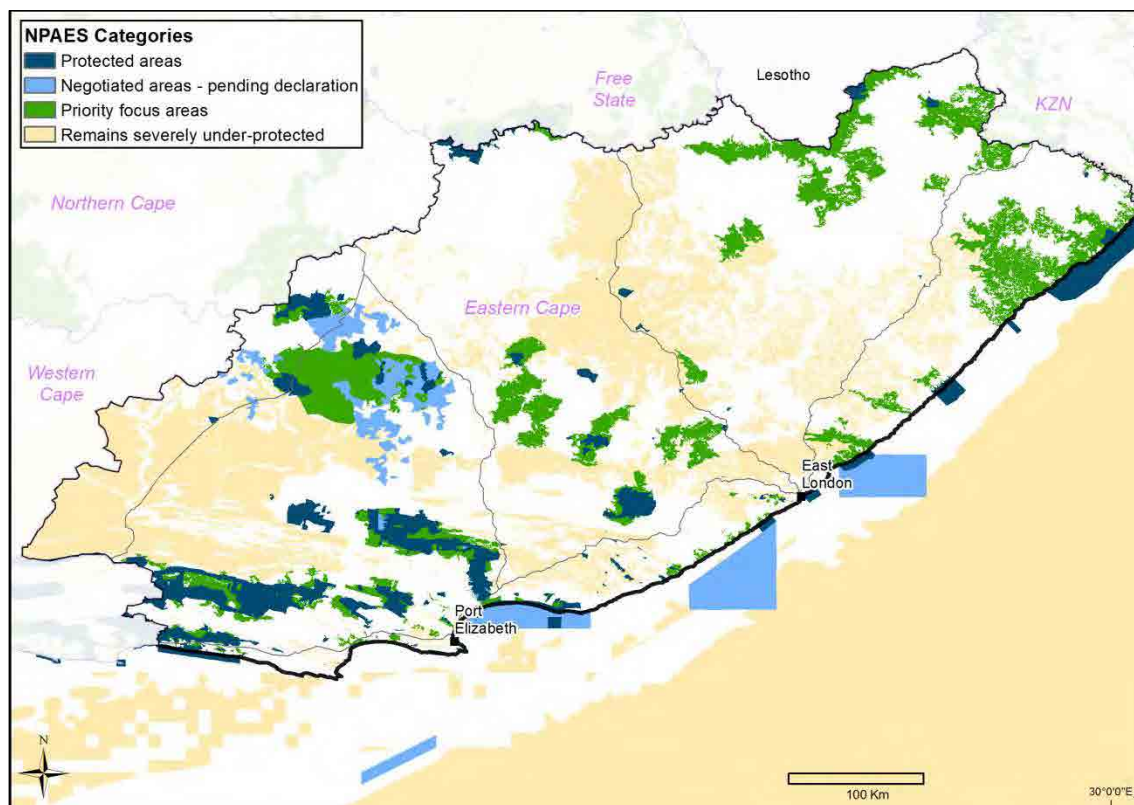 NPAES Categories
Protected areas
Negotiated areas - pending declaration
Priority focus areas
Remains severely under-protected
Free
State
Lesotho
KZN
Northern Cape
Eastern Cape
Western
Cape
East
London
Port
Elizabeth
N
100 Km
30°0'0"E